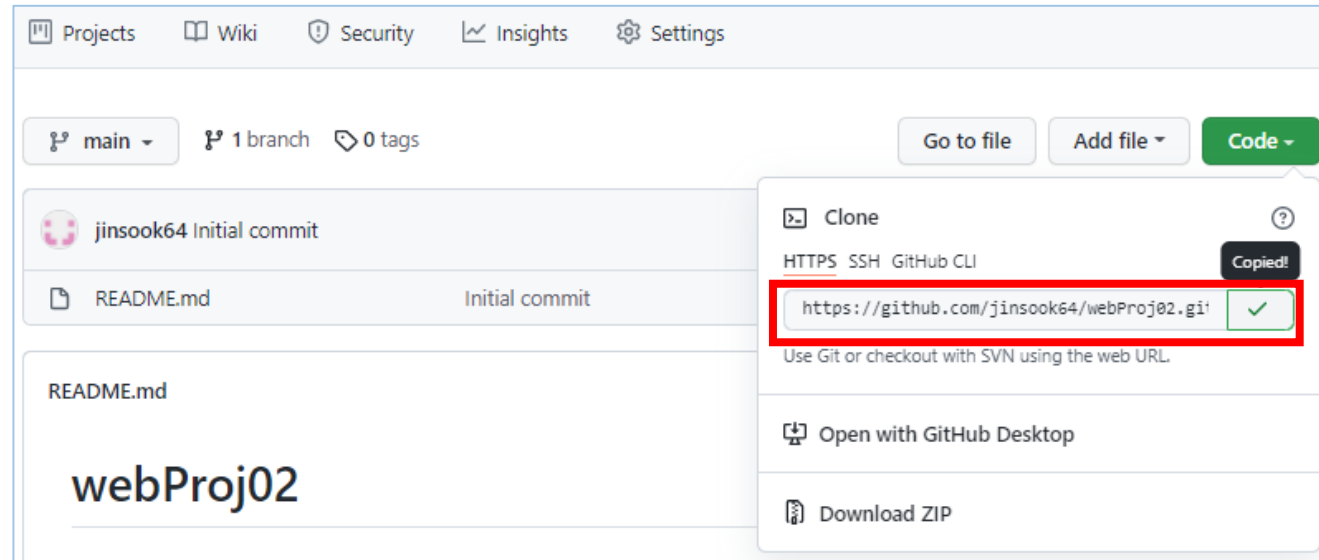 Projects Wiki Security Insights Settings
main 1 branch 0 tags Go to file Add file Code
jinsook64 Initial commit
README.md Initial commit
README.md
webProj02
Clone
HTTPS SSH GitHub CLI Copied!
https://github.com/jinsook64/webProj02.git
Use Git or checkout with SVN using the web URL.
Open with GitHub Desktop
Download ZIP